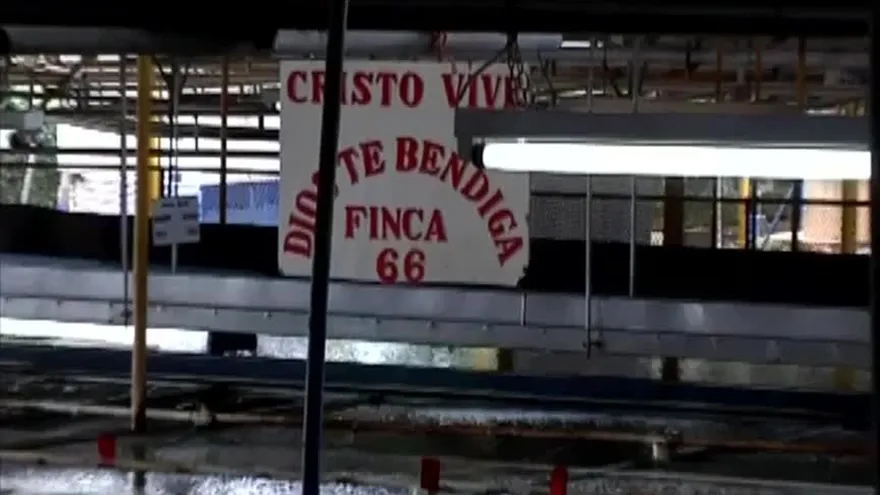 CRISTO VIVE
DIOS TE BENDIGA
FINCA
66